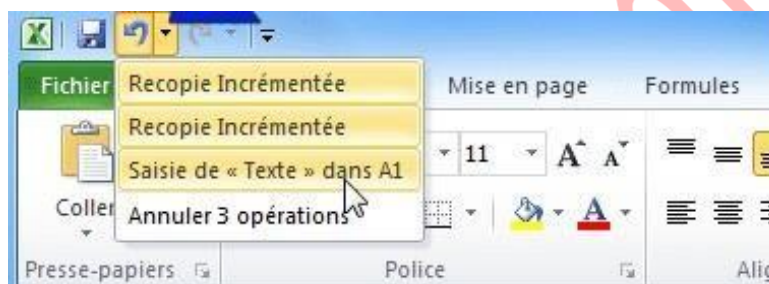 Fichier
Mise en page
Formules
Recopie Incrémentée
Recopie Incrémentée
Saisie de « Texte » dans A1
Annuler 3 opérations
11
A A
A
Coller
Presse-papiers
Police